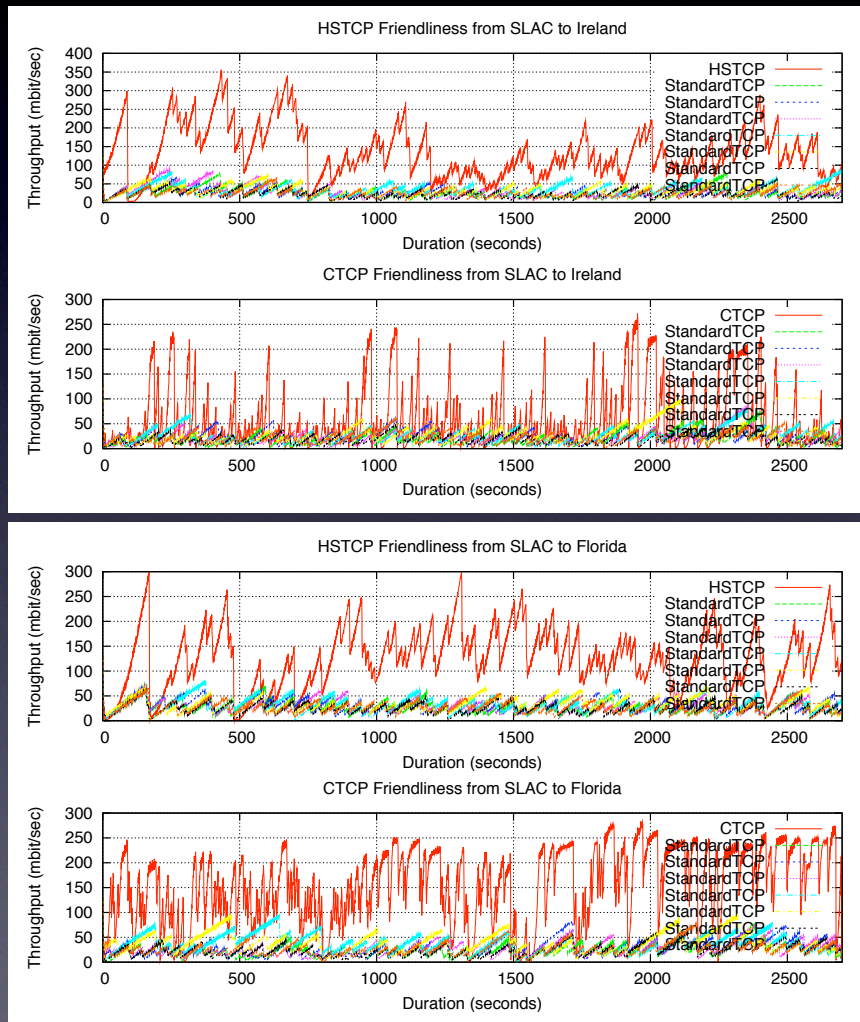 HSTCP Friendliness from SLAC to Ireland
Throughput (mbit/sec)
400
350
300
250
200
150
100
50
0
HSTCP
StandardTCP
StandardTCP
StandardTCP
StandardTCP
StandardTCP
StandardTCP
StandardTCP
0 500 1000 1500 2000 2500
Duration (seconds)
CTCP Friendliness from SLAC to Ireland
Throughput (mbit/sec)
300
250
200
150
100
50
0
CTCP
StandardTCP
StandardTCP
StandardTCP
StandardTCP
StandardTCP
StandardTCP
StandardTCP
0 500 1000 1500 2000 2500
Duration (seconds)
HSTCP Friendliness from SLAC to Florida
Throughput (mbit/sec)
300
250
200
150
100
50
0
HSTCP
StandardTCP
StandardTCP
StandardTCP
StandardTCP
StandardTCP
StandardTCP
StandardTCP
0 500 1000 1500 2000 2500
Duration (seconds)
CTCP Friendliness from SLAC to Florida
Throughput (mbit/sec)
300
250
200
150
100
50
0
CTCP
StandardTCP
StandardTCP
StandardTCP
StandardTCP
StandardTCP
StandardTCP
StandardTCP
0 500 1000 1500 2000 2500
Duration (seconds)